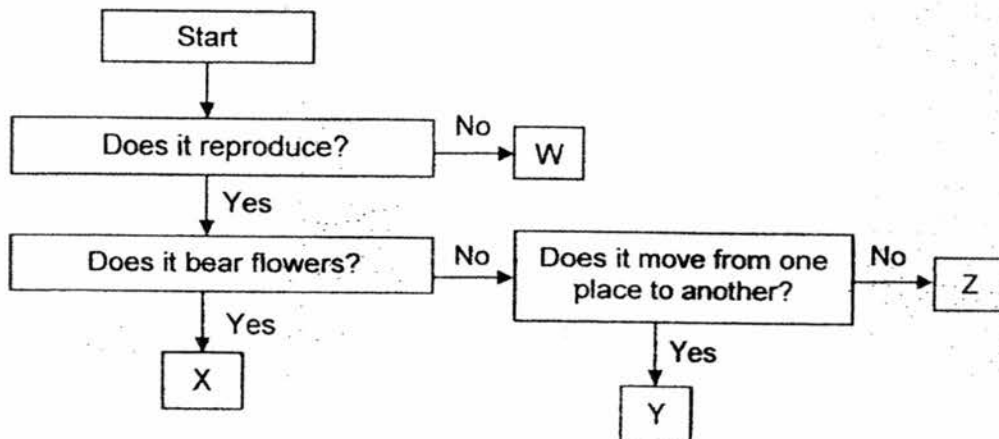 Start
Does it reproduce?
No
W
Yes
Does it bear flowers?
No
Does it move from one
place to another?
No
Z
Yes
X
Yes
Y